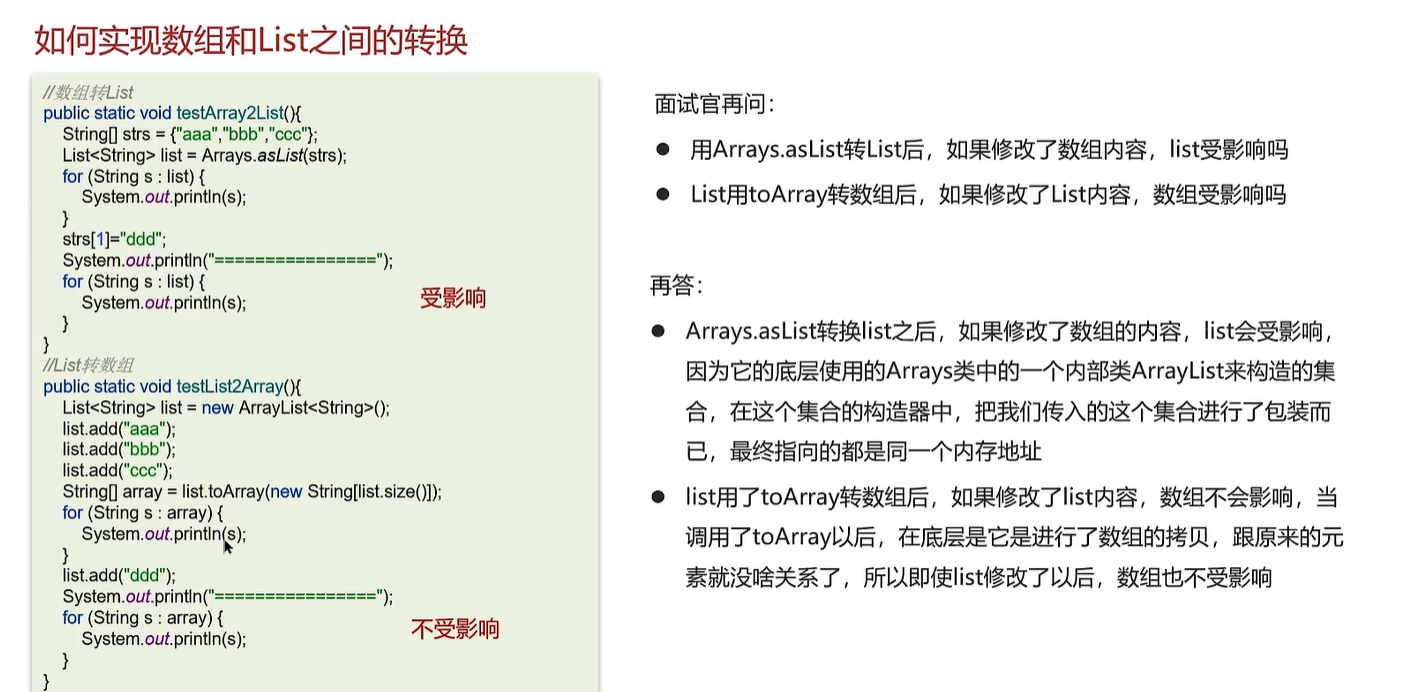 如何实现数组和List之间的转换
//数组转List
public static void testArray2List(){
String[] strs = {"aaa","bbb","ccc"};
List<String> list = Arrays.asList(strs);
for (String s : list) {
System.out.println(s);
}
strs[1]="ddd";
System.out.println("================");
for (String s : list) {
System.out.println(s);
}
受影响
}
//List转数组
public static void testList2Array(){
List<String> list = new ArrayList<String>();
list.add("aaa");
list.add("bbb");
list.add("ccc");
String[] array = list.toArray(new String[list.size()]);
for (String s : array) {
System.out.println(s);
}
list.add("ddd");
System.out.println("================");
for (String s : array) {
System.out.println(s);
}
不受影响
}
面试官再问：
● 用Arrays.asList转List后，如果修改了数组内容，list受影响吗
● List用toArray转数组后，如果修改了List内容，数组受影响吗
再答：
● Arrays.asList转换list之后，如果修改了数组的内容，list会受影响，
因为它的底层使用的Arrays类中的一个内部类ArrayList来构造的集
合，在这个集合的构造器中，把我们传入的这个集合进行了包装而
已，最终指向的都是同一个内存地址
● list用了toArray转数组后，如果修改了list内容，数组不会影响，当
调用了toArray以后，在底层是它是进行了数组的拷贝，跟原来的元
素就没啥关系了，所以即使list修改了以后，数组也不受影响